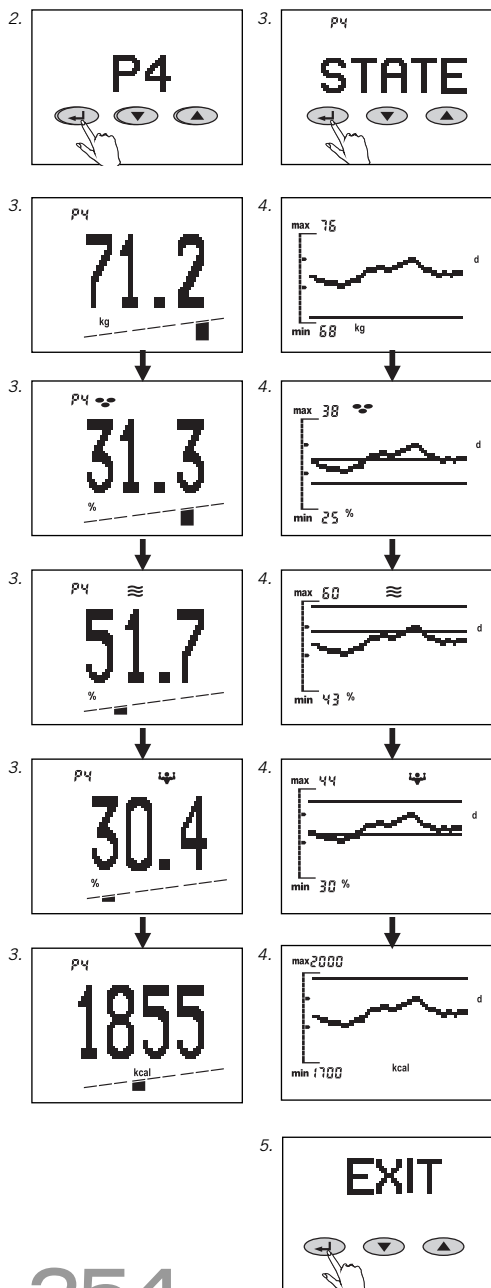 2.
P4
3.
P4
STATE
3.
P4
71.2
kg
4.
max 76
d
min 68 kg
3.
P4
31.3
%
4.
max 38
d
min 25 %
3.
P4
51.7
%
4.
max 60
d
min 43 %
3.
P4
30.4
%
4.
max 44
d
min 30 %
3.
P4
1855
kcal
4.
max 2000
d
min 1700 kcal
5.
EXIT
254